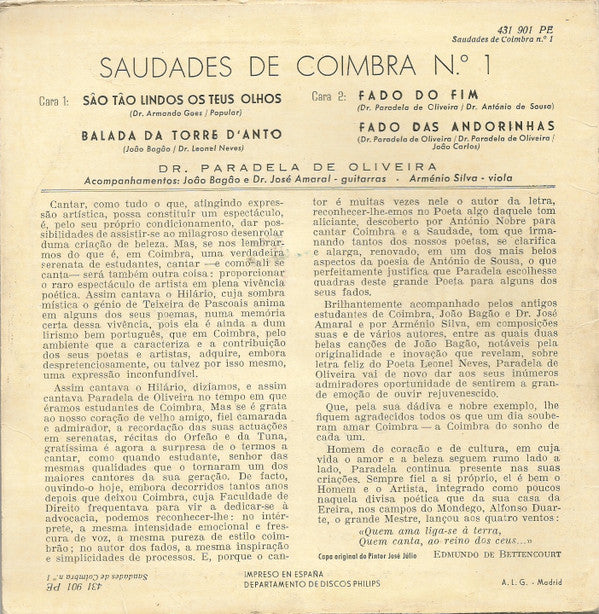 431 901 PE
Saudades de Coimbra n.º 1
SAUDADES DE COIMBRA N.º 1
Cara 1: SÃO TÃO LINDOS OS TEUS OLHOS
(Dr. Armando Goes / Popular)
BALADA DA TORRE D'ANTO
(João Bagão / Dr. Leonel Neves)
Cara 2: FADO DO FIM
(Dr. Paradela de Oliveira / Dr. António de Sousa)
FADO DAS ANDORINHAS
(Dr. Paradela de Oliveira / Dr. Paradela de Oliveira /
João Carlos)
DR. PARADELA DE OLIVEIRA
Acompanhamentos: João Bagão e Dr. José Amaral - guitarras · Arménio Silva - viola
Cantar, como tudo o que, atingindo expres-
são artística, possa constituir um espectáculo,
é, pelo seu próprio condicionamento, dar pos-
sibilidades de assistir-se ao milagroso desenrolar
duma criação de beleza. Mas, se nos lembrar-
mos do que é, em Coimbra, uma verdadeira
serenata de estudantes, cantar —e como ali se
canta— será também outra coisa: proporcionar
o raro espectáculo de artista em plena vivência
poética. Assim cantava o Hilário, cuja sombra
mística o génio de Teixeira de Pascoais anima
em alguns dos seus poemas, numa memória
certa dessa vivência, pois ela é ainda a dum
lirismo bem português, que em Coimbra, pelo
ambiente que a caracteriza e a contribuição
dos seus poetas e artistas, adquire, embora
despretenciosamente, ou talvez por isso mesmo,
uma expressão inconfundível.
Assim cantava o Hilário, dizíamos, e assim
cantava Paradela de Oliveira no tempo em que
éramos estudantes de Coimbra. Mas se é grata
ao nosso coração de velho amigo, fiel camarada
e admirador, a recordação das suas actuações
em serenatas, récitas do Orfeão e da Tuna,
gratíssima é agora a surpresa de o termos a
cantar, como quando estudante, senhor das
mesmas qualidades que o tornaram um dos
maiores cantores da sua geração. De facto,
ouvindo-o hoje, embora decorridos tantos anos
depois que deixou Coimbra, cuja Faculdade de
Direito frequentava para vir a dedicar-se à
advocacia, podemos reconhecer-lhe: no intér-
prete, a mesma intensidade emocional e fres-
cura de voz, a mesma pureza de estilo coim-
brão; no autor dos fados, a mesma inspiração
e simplicidade de processos. E, porque o can-
tor é muitas vezes nele o autor da letra,
reconhecer-lhe-emos no Poeta algo daquele tom
aliciante, descoberto por António Nobre para
cantar Coimbra e a Saudade, tom que irma-
nando tantos dos nossos poetas, se clarifica
e alarga, renovado, em um dos mais belos
aspectos da poesia de António de Sousa, o que
perfeitamente justifica que Paradela escolhesse
quadras deste grande Poeta para alguns dos
seus fados.
Brilhantemente acompanhado pelos antigos
estudantes de Coimbra, João Bagão e Dr. José
Amaral e por Arménio Silva, em composições
suas e de vários autores, entre as quais duas
belas canções de João Bagão, notáveis pela
originalidade e inovação que revelam, sobre
letra feliz do Poeta Leonel Neves, Paradela de
Oliveira vai de novo dar aos seus inúmeros
admiradores oportunidade de sentirem a gran-
de emoção de ouvir rejuvenescido.
Que, pela sua dádiva e nobre exemplo, lhe
fiquem agradecidos todos os que um dia soube-
ram amar Coimbra — a Coimbra do sonho de
cada um.
Homem de coração e de cultura, em cuja
vida o amor e a beleza seguem rumo lado a
lado, Paradela continua presente nas suas
criações. Sempre fiel a si próprio, el é bem o
Homem e o Artista, integrado como poucos
naquela divisa poética que da sua casa da
Ereira, nos campos do Mondego, Alfonso Duar-
te, o grande Mestre, lançou aos quatro ventos:
«Quem ama liga-se à terra,
Quem canta, ao reino dos ceus...»
Capa original do Pintor José Júlio EDMUNDO DE BETTENCOURT
431 901 PE
Saudades de Coimbra n.º 1
IMPRESO EN ESPAÑA
DEPARTAMENTO DE DISCOS PHILIPS
A. L. G. - Madrid